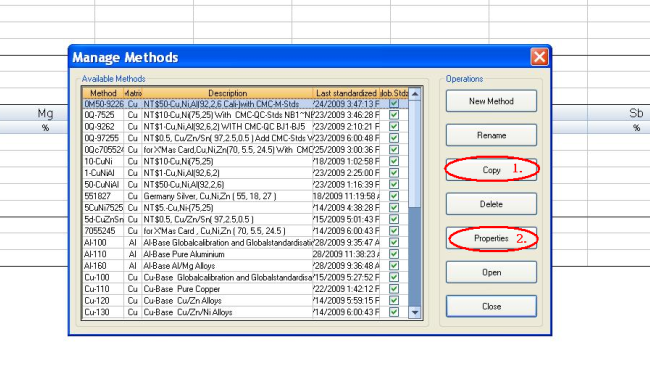 Manage Methods
Mg
%
Sb
%
Available Methods
Method Matrix Description Last standardized Glob.Stdz
0M50-9226 Cu NT$50-Cu,Ni,Al(92,2,6 Cali-)with CMC-M-Stds /24/2009 3:47:13 F
0Q-7525 Cu NT$10-Cu,Ni(75,25) With CMC-QC-Stds NB1~NI /23/2009 3:46:28 F
0Q-9262 Cu NT$1-Cu,Ni,Al(92,6,2) WITH CMC-QC BJ1-BJ5 /23/2009 2:10:21 F
0Q-97255 Cu NT$0.5, Cu/Zn/Sn( 97,2.5,0.5 ) Add CMC-Stds V /23/2009 6:00:48 F
0Qc705524 Cu for X'Mas Card,Cu,Ni,Zn(70, 5.5, 24.5) With CMC /25/2009 3:00:36 F
10-CuNi Cu NT$10-Cu,Ni(75,25) /18/2009 1:02:58 F
1-CuNiAl Cu NT$1-Cu,Ni,Al(92,6,2) /23/2009 2:25:00 F
50-CuNiAl Cu NT$50-Cu,Ni,Al(92,2,6) /23/2009 1:16:39 F
551827 Cu Germany Silver, Cu,Ni,Zn ( 55, 18, 27 ) 18/2009 11:19:58 A
5CuNi7525 Cu NT$5.-Cu,Ni-(75,25) /14/2009 4:38:28 F
5d-CuZnSn Cu NT$0.5, Cu/Zn/Sn( 97,2.5,0.5 ) /15/2009 5:01:43 F
7055245 Cu for X'Mas Card , Cu,Ni,Zn ( 70, 5.5, 24.5 ) /14/2009 6:00:43 F
Al-100 Al Al-Base Globalcalibration and Globalstandardisati /28/2009 9:35:47 A
Al-110 Al Al-Base Pure Aluminium 28/2009 11:38:23
Al-160 Al Al-Base Al/Mg Alloys /28/2009 9:36:48 A
Cu-100 Cu Cu-Base Globalcalibration and Globalstandardisa /15/2009 5:27:52 F
Cu-110 Cu Cu-Base Pure Copper /22/2009 1:42:12 F
Cu-120 Cu Cu-Base Cu/Zn Alloys /14/2009 5:59:15 F
Cu-130 Cu Cu-Base Cu/Zn/Ni Alloys /14/2009 6:00:43 F
Operations
New Method
Rename
Copy 1.
Delete
Properties 2.
Open
Close